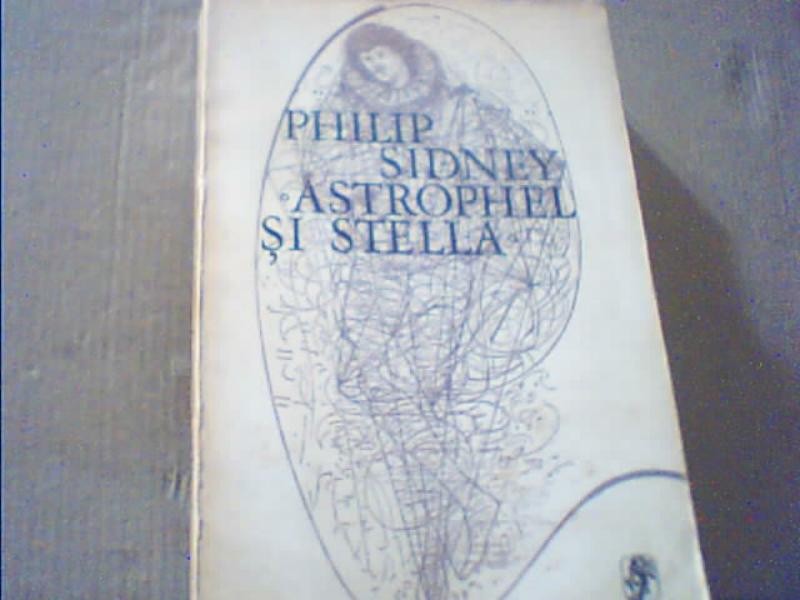 PHILIP
SIDNEY
ASTROPHEL
ŞI STELLA